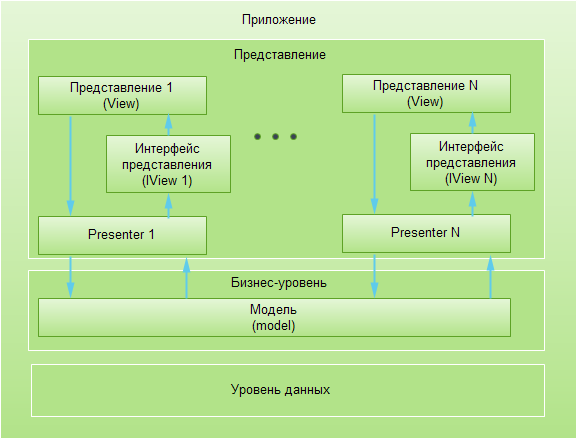 Приложение
Представление
Представление 1
(View)
Представление N
(View)
Интерфейс
представления
(IView 1)
Интерфейс
представления
(IView N)
Presenter 1
Presenter N
Бизнес-уровень
Модель
(model)
Уровень данных